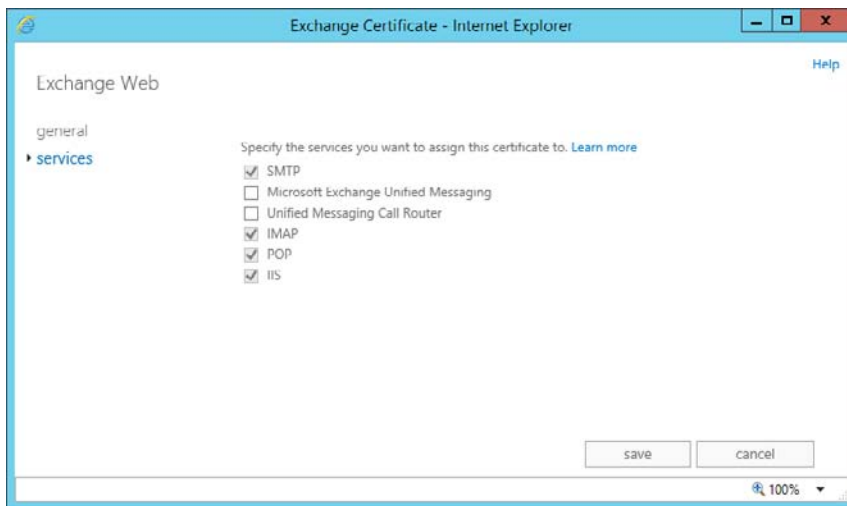 Exchange Certificate - Internet Explorer
Help
Exchange Web
general
services
Specify the services you want to assign this certificate to. Learn more
SMTP
Microsoft Exchange Unified Messaging
Unified Messaging Call Router
IMAP
POP
IIS
save cancel
100%